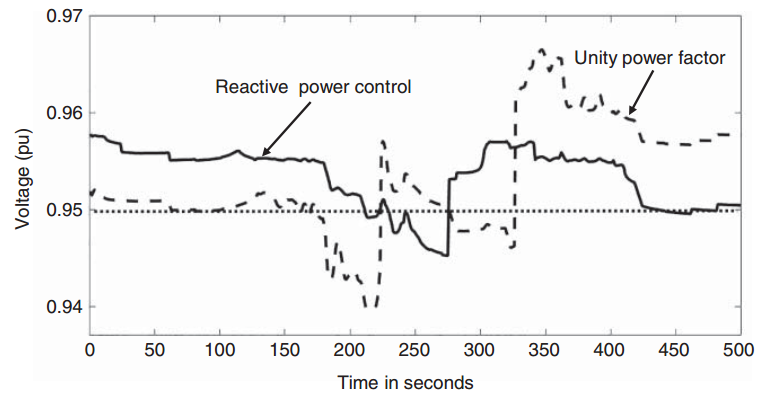 0.97
Unity power factor
Reactive power control
0.96
Voltage (pu)
0.95
0.94
0 50 100 150 200 250 300 350 400 450 500
Time in seconds